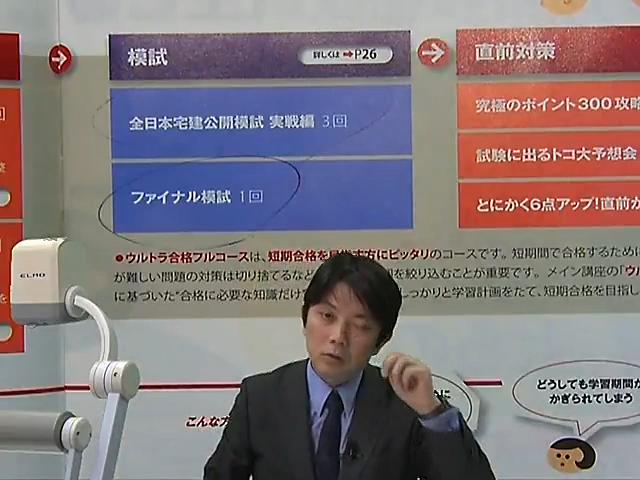 模試
詳しくは➡P26
直前対策
全日本宅建公開模試 実戦編 3回
ファイナル模試 1回
究極のポイント300攻略
試験に出るトコ大予想会
とにかく6点アップ!直前か
●ウルトラ合格フルコースは、短期合格を目指す方にピッタリのコースです。短期間で合格するため
が難しい問題の対策は切り捨てるなど
を絞り込むことが重要です。メイン講座の「ウル
に基づいた"合格に必要な知識だけ
しっかりと学習計画をたて、短期合格を目指し
こんな
に
どうしても学習期間が
かぎられてしまう
ELMO